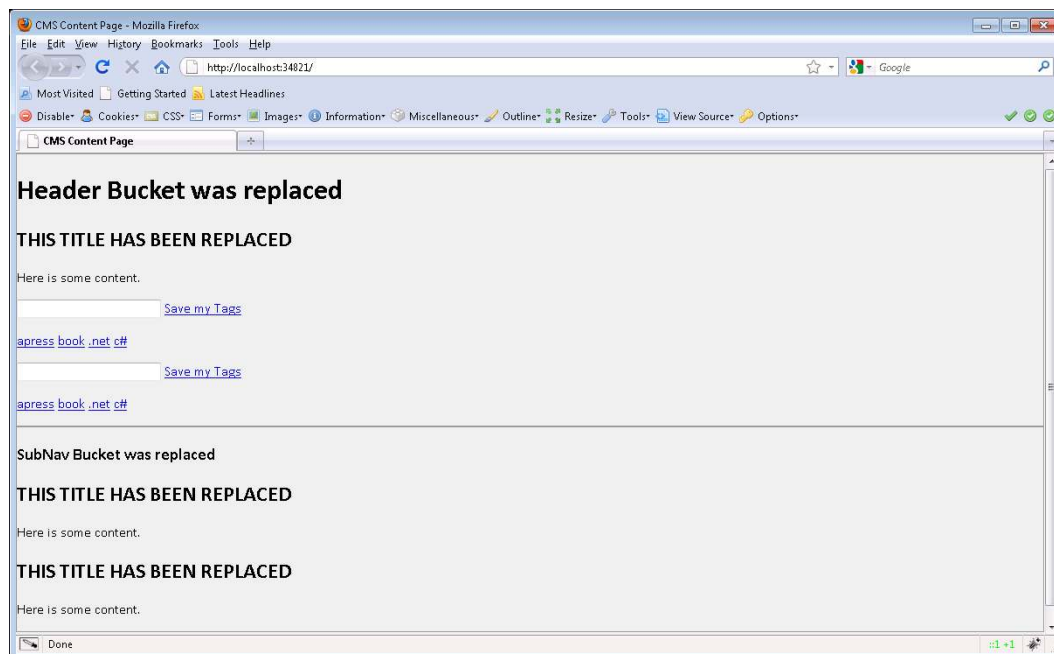 CMS Content Page - Mozilla Firefox
File Edit View History Bookmarks Tools Help
http://localhost:34821/
Google
Most Visited Getting Started Latest Headlines
Disable Cookies CSS Forms Images Information Miscellaneous Outline Resize Tools View Source Options
CMS Content Page
Header Bucket was replaced
THIS TITLE HAS BEEN REPLACED
Here is some content.
Save my Tags
apress book .net c#
Save my Tags
apress book .net c#
SubNav Bucket was replaced
THIS TITLE HAS BEEN REPLACED
Here is some content.
THIS TITLE HAS BEEN REPLACED
Here is some content.
Done
::1 +1